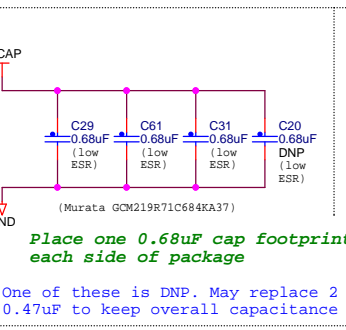 CAP
C29
0.68uF
(low
ESR)
C61
0.68uF
(low
ESR)
C31
0.68uF
(low
ESR)
C20
0.68uF
DNP
(low
ESR)
(Murata GCM219R71C684KA37)
ND
Place one 0.68uF cap footprint
each side of package
One of these is DNP. May replace 2
0.47uF to keep overall capacitance